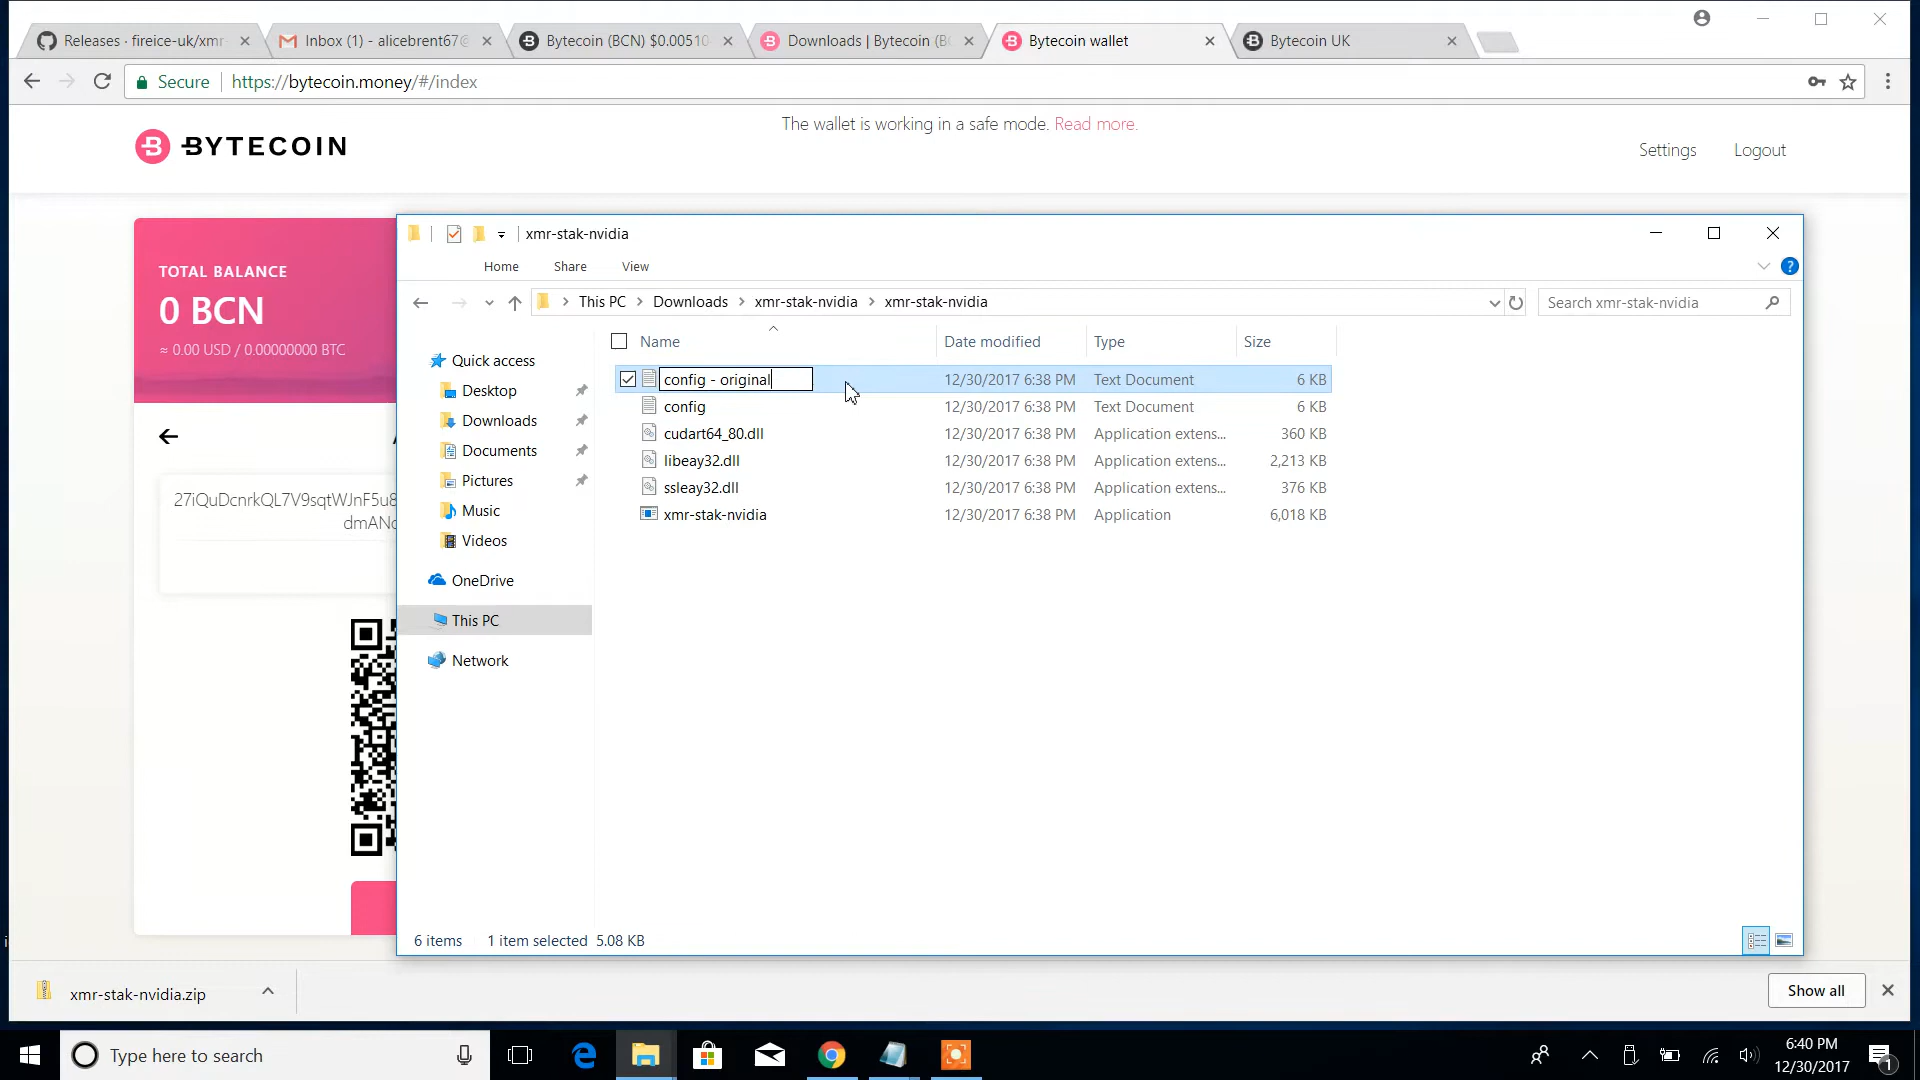 Releases · fireice-uk/xmr-
Inbox (1) - alicebrent67@
Bytecoin (BCN) $0.00510
Downloads | Bytecoin (BC
Bytecoin wallet
Bytecoin UK
Secure
https://bytecoin.money/#/index
The wallet is working in a safe mode. Read more.
BYTECOIN
Settings
Logout
TOTAL BALANCE
0 BCN
≈ 0.00 USD / 0.00000000 BTC
27iQuDcnrkQL7V9sqtWJnF5u8
dmANc
xmr-stak-nvidia
Home
Share
View
This PC
Downloads
xmr-stak-nvidia
xmr-stak-nvidia
Search xmr-stak-nvidia
Name
Date modified
Type
Size
Quick access
Desktop
Downloads
Documents
Pictures
Music
Videos
OneDrive
This PC
Network
config - original 12/30/2017 6:38 PM Text Document 6 KB
config 12/30/2017 6:38 PM Text Document 6 KB
cudart64_80.dll 12/30/2017 6:38 PM Application extens... 360 KB
libeay32.dll 12/30/2017 6:38 PM Application extens... 2,213 KB
ssleay32.dll 12/30/2017 6:38 PM Application extens... 376 KB
xmr-stak-nvidia 12/30/2017 6:38 PM Application 6,018 KB
6 items 1 item selected 5.08 KB
xmr-stak-nvidia.zip
Show all
Type here to search
6:40 PM
12/30/2017
1